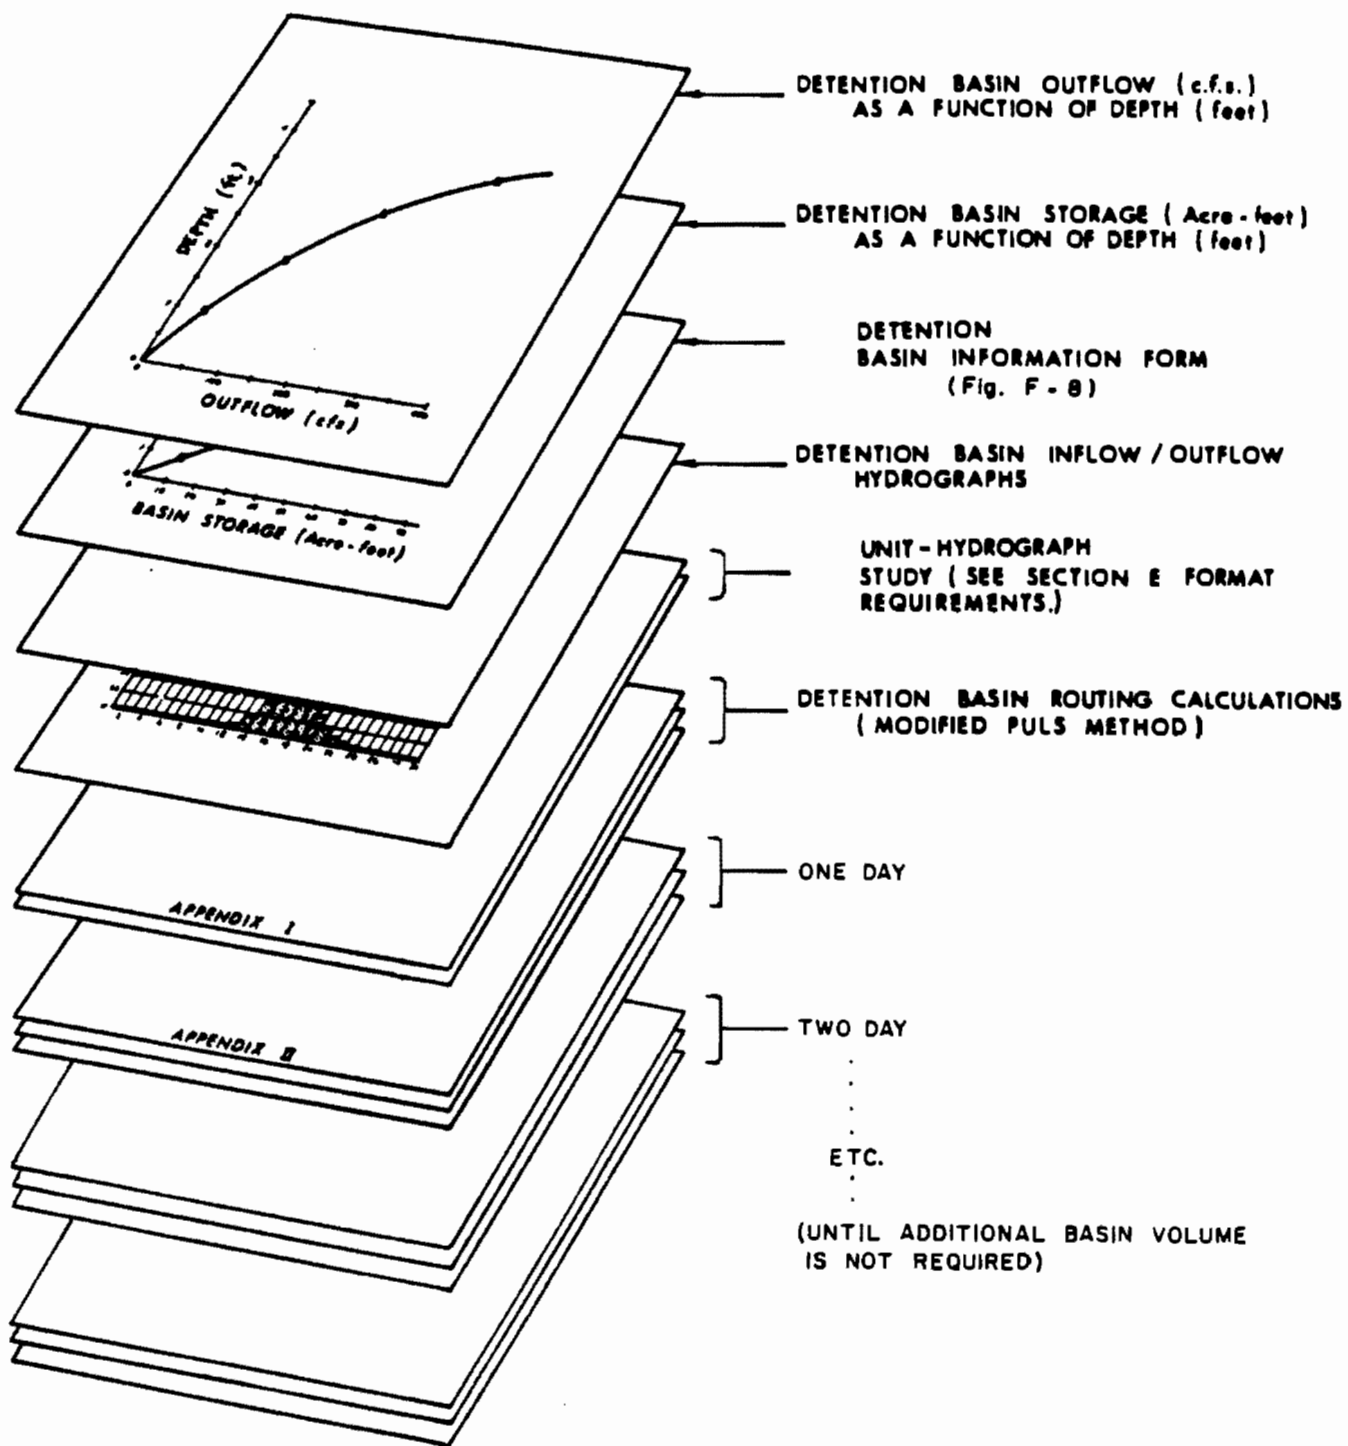 DETENTION BASIN OUTFLOW (c.f.s.)
AS A FUNCTION OF DEPTH (feet)
DEPTH (ft)
OUTFLOW (cfs)
DETENTION BASIN STORAGE (Acre-feet)
AS A FUNCTION OF DEPTH (feet)
BASIN STORAGE (Acre-feet)
DETENTION
BASIN INFORMATION FORM
(Fig. F-8)
DETENTION BASIN INFLOW / OUTFLOW
HYDROGRAPHS
UNIT-HYDROGRAPH
STUDY (SEE SECTION E FORMAT
REQUIREMENTS.)
APPENDIX I
DETENTION BASIN ROUTING CALCULATIONS
(MODIFIED PULS METHOD)
APPENDIX II
ONE DAY
TWO DAY
ETC.
(UNTIL ADDITIONAL BASIN VOLUME
IS NOT REQUIRED)